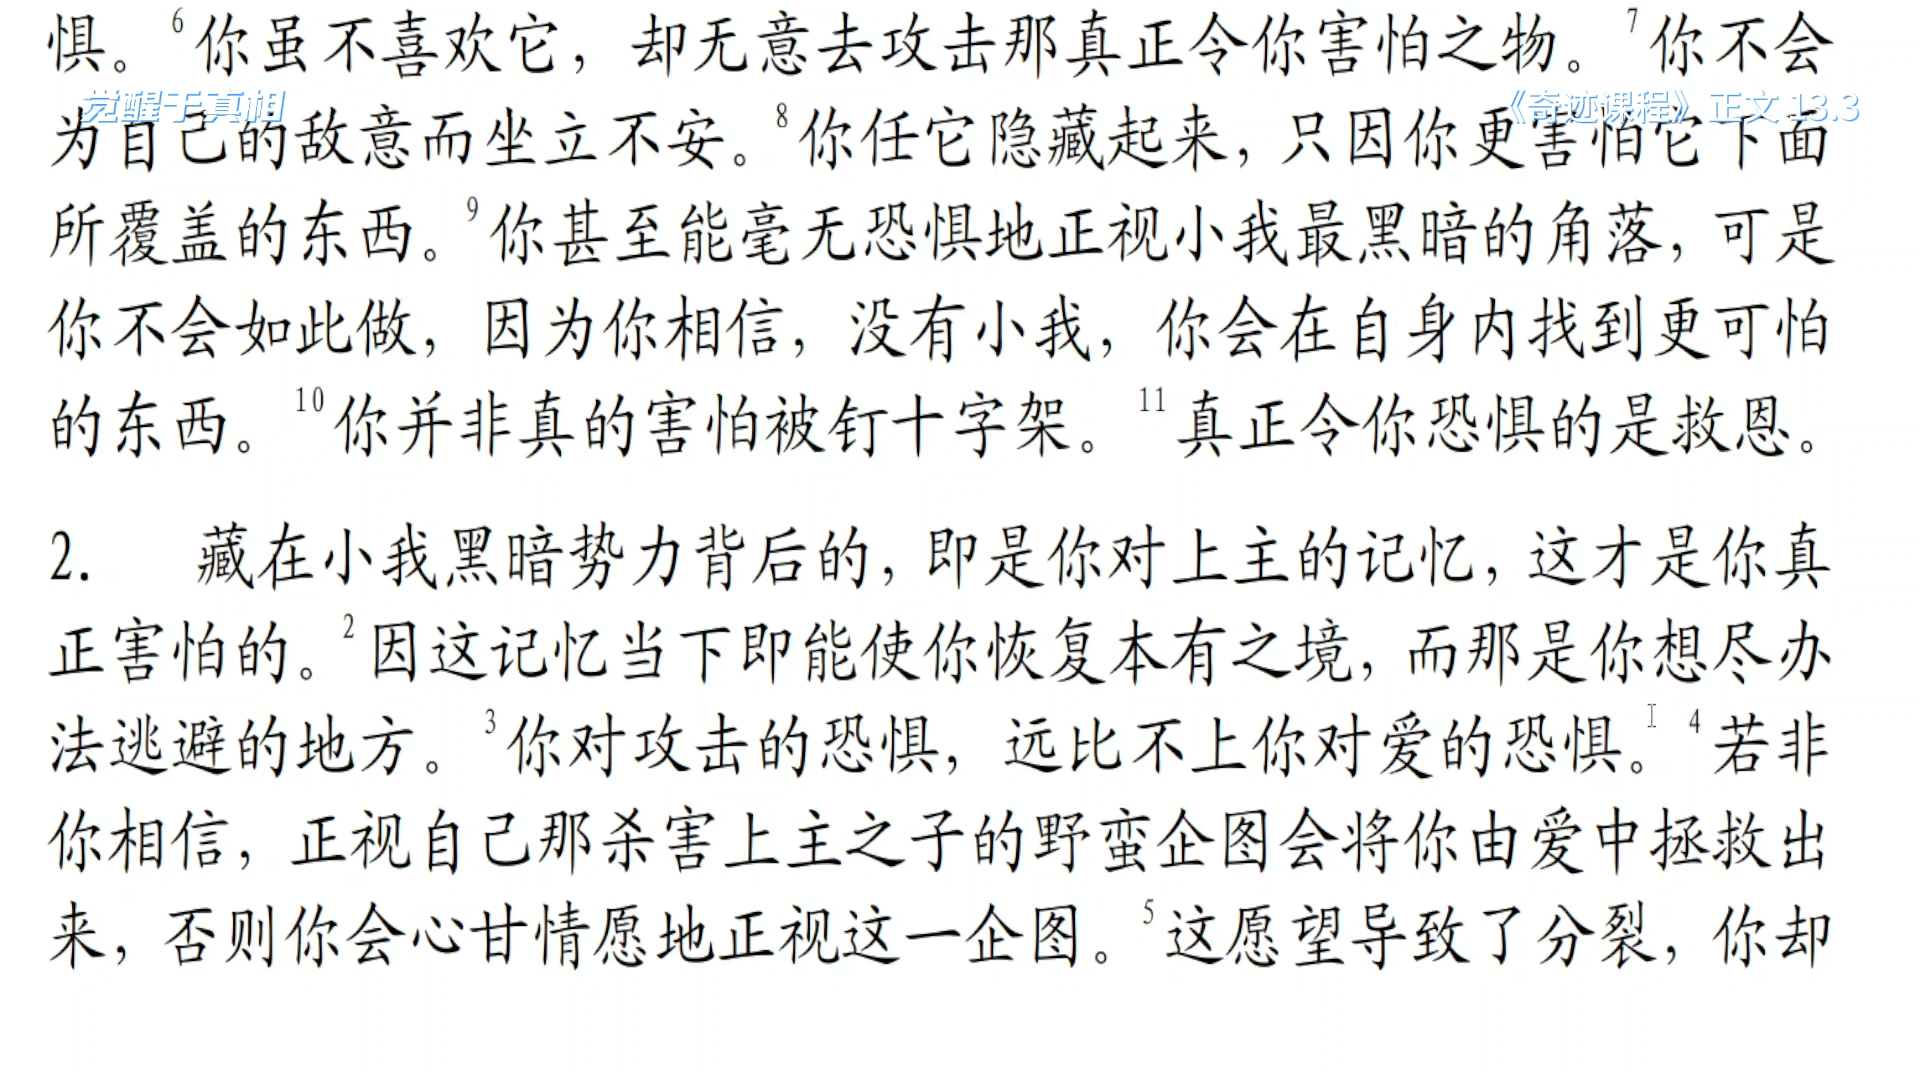 惧。⁶你虽不喜欢它，却无意去攻击那真正令你害怕之物。⁷你不会
觉醒于真相
《奇迹课程》正文 13.3
为自己的敌意而坐立不安。⁸你任它隐藏起来，只因你更害怕它下面
所覆盖的东西。⁹你甚至能毫无恐惧地正视小我最黑暗的角落，可是
你不会如此做，因为你相信，没有小我，你会在自身内找到更可怕
的东西。¹⁰你并非真的害怕被钉十字架。¹¹真正令你恐惧的是救恩。
2. 藏在小我黑暗势力背后的，即是你对上主的记忆，这才是你真
正害怕的。²因这记忆当下即能使你恢复本有之境，而那是你想尽办
法逃避的地方。³你对攻击的恐惧，远比不上你对爱的恐惧。⁴若非
你相信，正视自己那杀害上主之子的野蛮企图会将你由爱中拯救出
来，否则你会心甘情愿地正视这一企图。⁵这愿望导致了分裂，你却